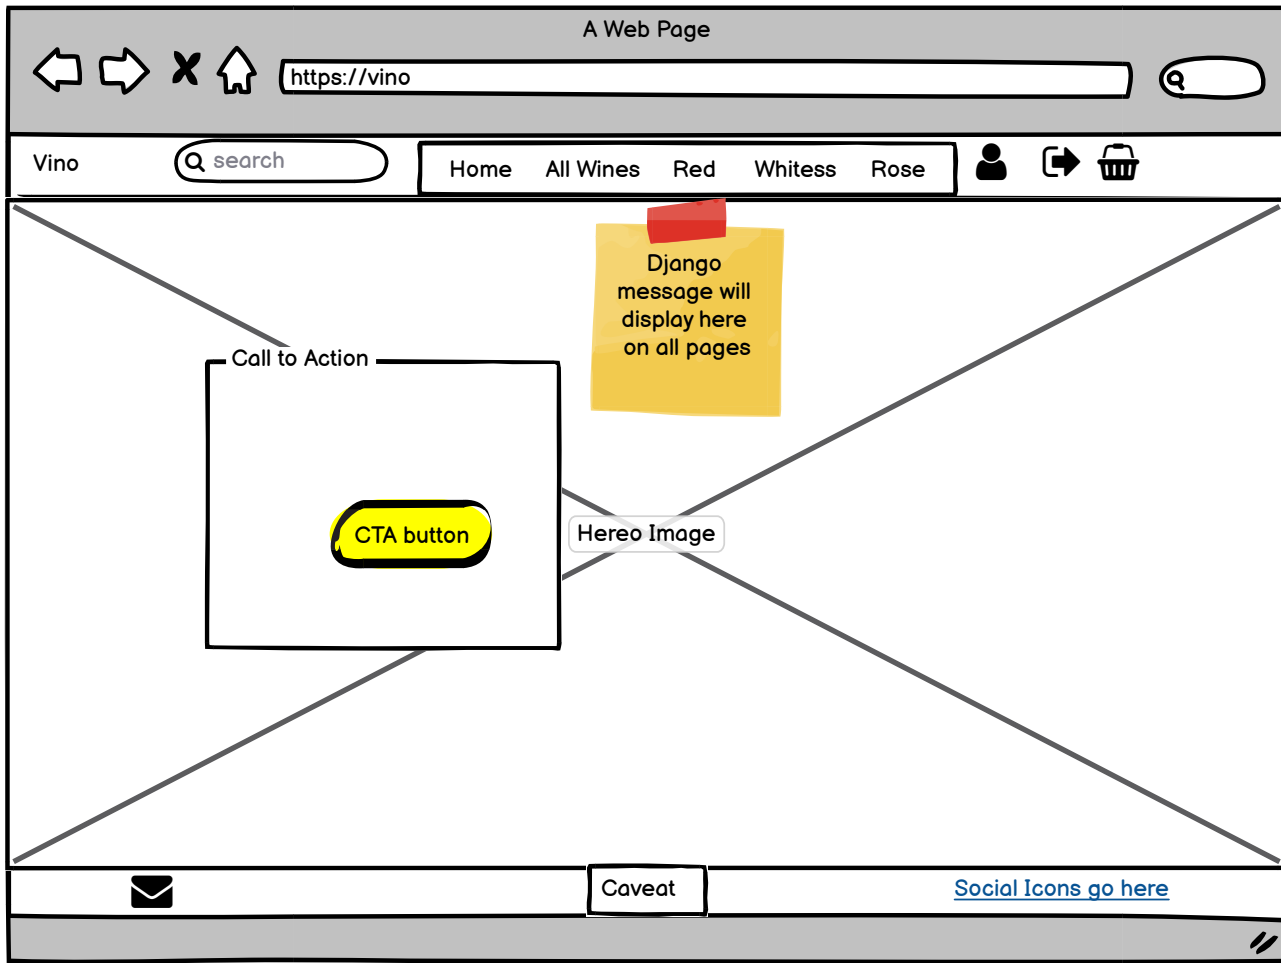 A Web Page
https://vino
Vino
search
Home All Wines Red Whitess Rose
Django
message will
display here
on all pages
Call to Action
CTA button
Hereo Image
Caveat
Social Icons go here